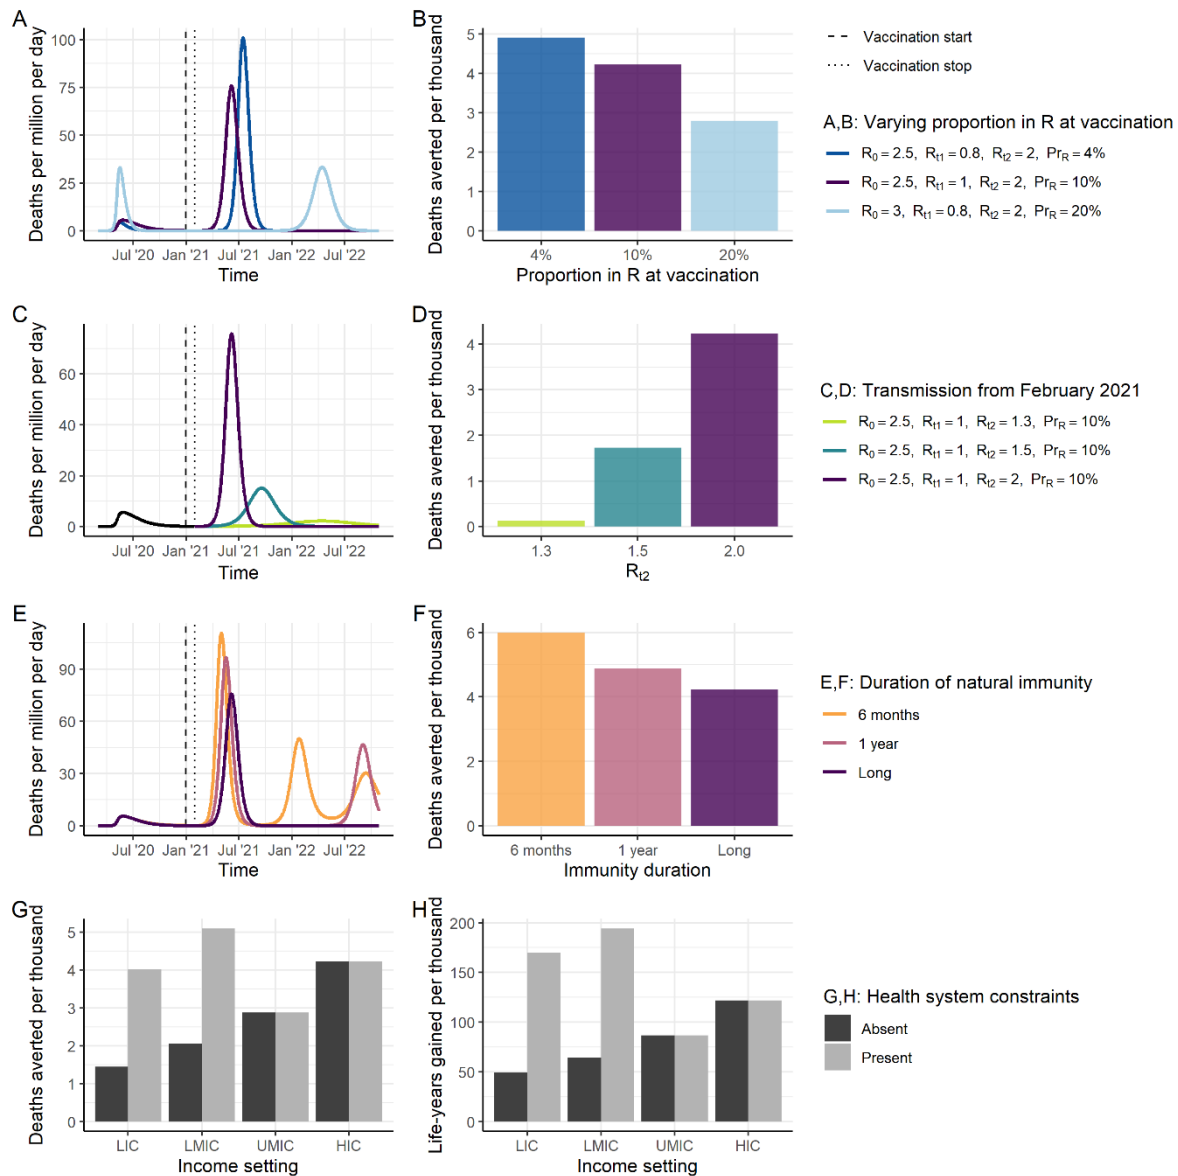 A
Deaths per million per day
100
75
50
25
0
Jul '20 Jan '21 Jul '21 Jan '22 Jul '22
Time
B
Deaths averted per thousand
5
4
3
2
1
0
4% 10% 20%
Proportion in R at vaccination
Vaccination start
Vaccination stop
A,B: Varying proportion in R at vaccination
R₀ = 2.5, Rₜ₁ = 0.8, Rₜ₂ = 2, Pr_R = 4%
R₀ = 2.5, Rₜ₁ = 1, Rₜ₂ = 2, Pr_R = 10%
R₀ = 3, Rₜ₁ = 0.8, Rₜ₂ = 2, Pr_R = 20%
C
Deaths per million per day
60
40
20
0
Jul '20 Jan '21 Jul '21 Jan '22 Jul '22
Time
D
Deaths averted per thousand
4
3
2
1
0
1.3 1.5 2.0
Rₜ₂
C,D: Transmission from February 2021
R₀ = 2.5, Rₜ₁ = 1, Rₜ₂ = 1.3, Pr_R = 10%
R₀ = 2.5, Rₜ₁ = 1, Rₜ₂ = 1.5, Pr_R = 10%
R₀ = 2.5, Rₜ₁ = 1, Rₜ₂ = 2, Pr_R = 10%
E
Deaths per million per day
90
60
30
0
Jul '20 Jan '21 Jul '21 Jan '22 Jul '22
Time
F
Deaths averted per thousand
6
4
2
0
6 months 1 year Long
Immunity duration
E,F: Duration of natural immunity
6 months
1 year
Long
G
Deaths averted per thousand
5
4
3
2
1
0
LIC LMIC UMIC HIC
Income setting
H
Life-years gained per thousand
200
150
100
50
0
LIC LMIC UMIC HIC
Income setting
G,H: Health system constraints
Absent
Present